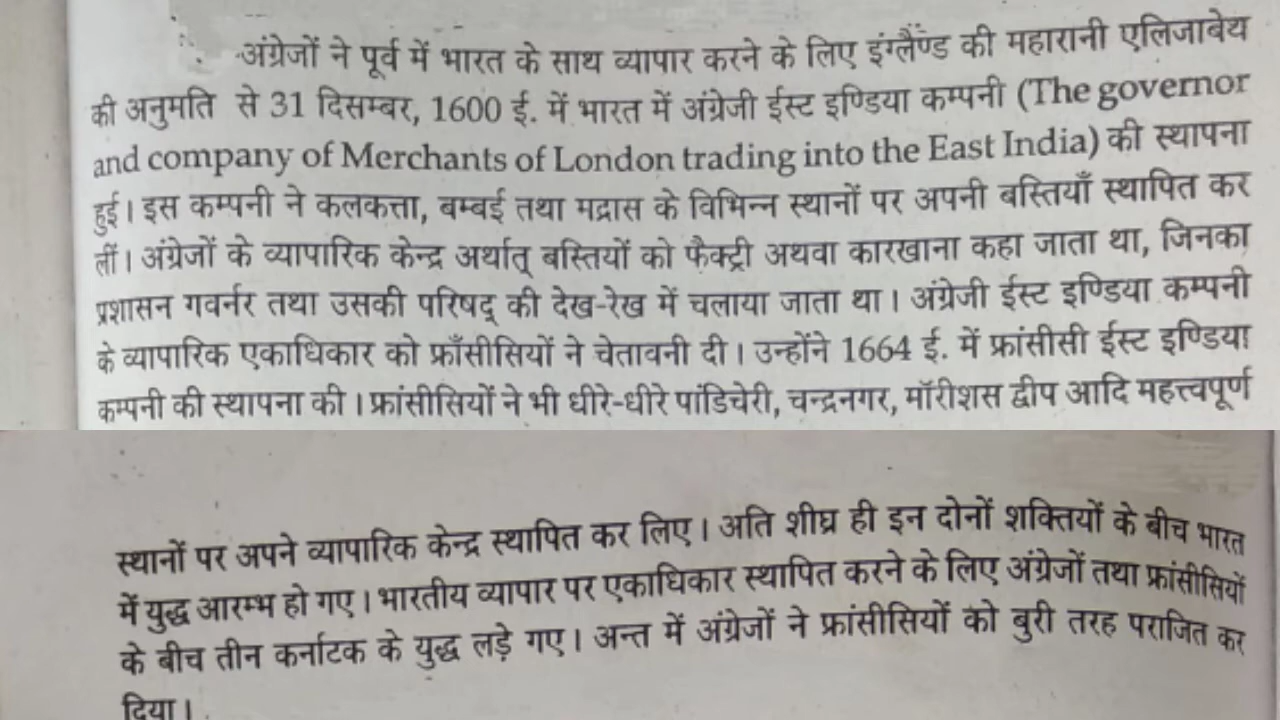 अंग्रेजों ने पूर्व में भारत के साथ व्यापार करने के लिए इंग्लैण्ड की महारानी एलिजाबेथ
की अनुमति से 31 दिसम्बर, 1600 ई. में भारत में अंग्रेजी ईस्ट इण्डिया कम्पनी (The governor
and company of Merchants of London trading into the East India) की स्थापना
हुई। इस कम्पनी ने कलकत्ता, बम्बई तथा मद्रास के विभिन्न स्थानों पर अपनी बस्तियाँ स्थापित कर
लीं। अंग्रेजों के व्यापारिक केन्द्र अर्थात् बस्तियों को फैक्ट्री अथवा कारखाना कहा जाता था, जिनका
प्रशासन गवर्नर तथा उसकी परिषद् की देख-रेख में चलाया जाता था। अंग्रेजी ईस्ट इण्डिया कम्पनी
के व्यापारिक एकाधिकार को फ्राँसीसियों ने चेतावनी दी। उन्होंने 1664 ई. में फ्रांसीसी ईस्ट इण्डिया
कम्पनी की स्थापना की। फ्रांसीसियों ने भी धीरे-धीरे पांडिचेरी, चन्द्रनगर, मॉरीशस द्वीप आदि महत्त्वपूर्ण
स्थानों पर अपने व्यापारिक केन्द्र स्थापित कर लिए। अति शीघ्र ही इन दोनों शक्तियों के बीच भारत
में युद्ध आरम्भ हो गए। भारतीय व्यापार पर एकाधिकार स्थापित करने के लिए अंग्रेजों तथा फ्रांसीसियों
के बीच तीन कर्नाटक के युद्ध लड़े गए। अन्त में अंग्रेजों ने फ्रांसीसियों को बुरी तरह पराजित कर
दिया।